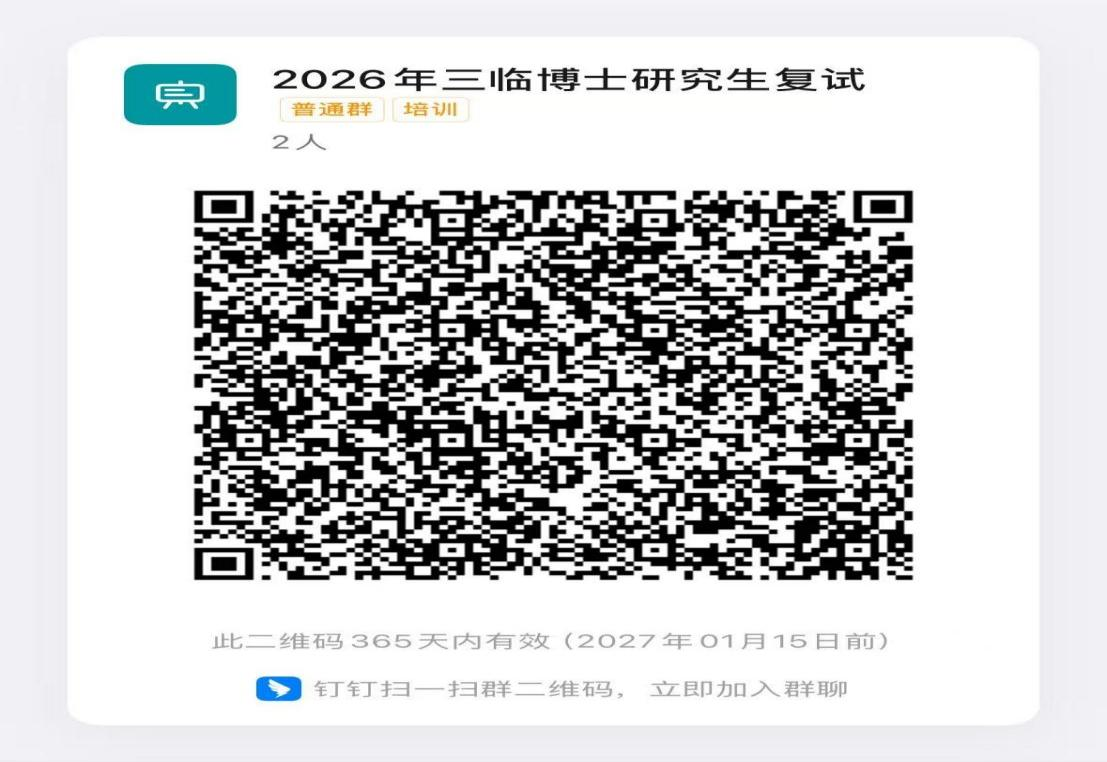 2026年三临博士研究生复试
普通群 培训
2人
此二维码365天内有效（2027年01月15日前）
钉钉扫一扫群二维码，立即加入群聊